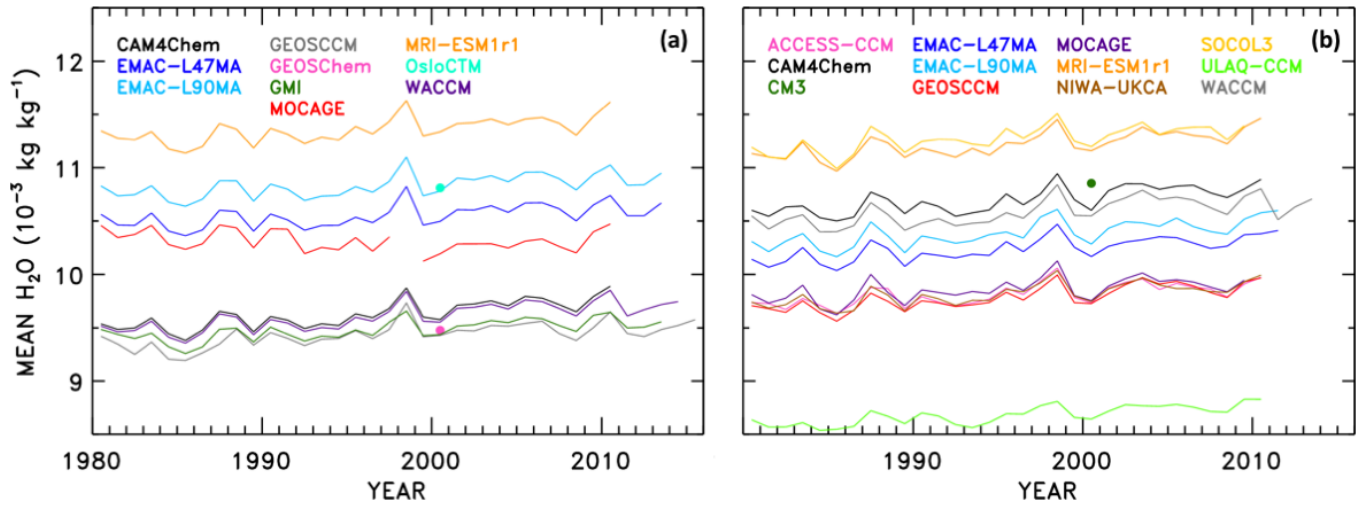 CAM4Chem GEOSCCM MRI-ESM1r1 (a)
EMAC-L47MA GEOSChem OsloCTM
EMAC-L90MA GMI WACCM
MOCAGE
ACCESS-CCM EMAC-L47MA MOCAGE SOCOL3 (b)
CAM4Chem EMAC-L90MA MRI-ESM1r1 ULAQ-CCM
CM3 GEOSCCM NIWA-UKCA WACCM
MEAN H₂O (10⁻³ kg kg⁻¹)
12
11
10
9
1980 1990 2000 2010
YEAR
1990 2000 2010
YEAR